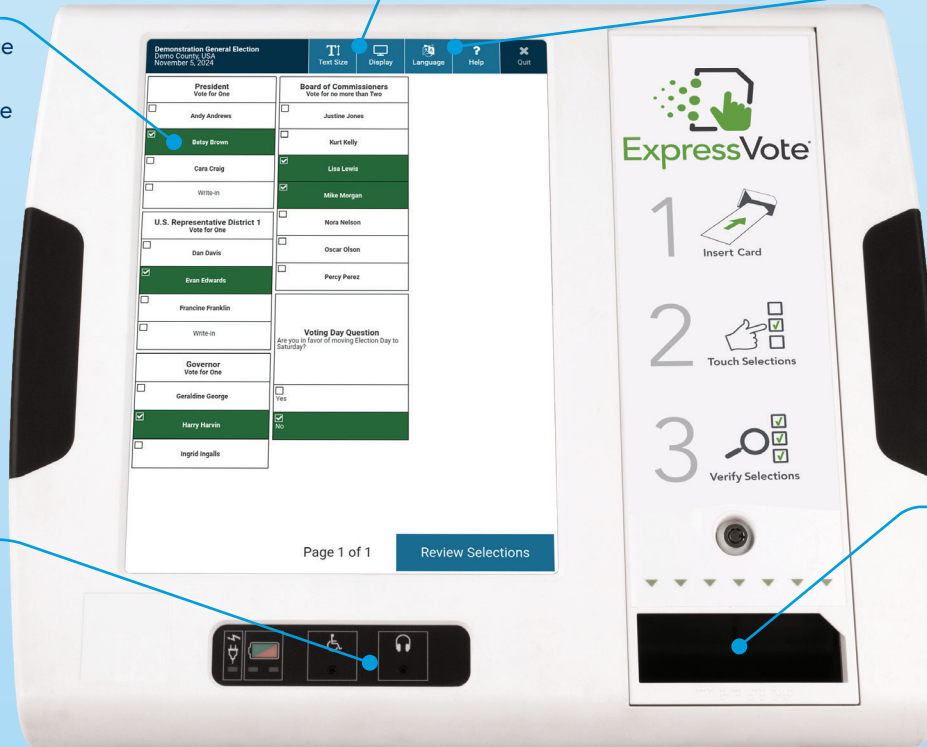 e
e
Demonstration General Election
Demo County, USA
November 5, 2024
Text Size
Display
Language
Help
Quit
President
Vote for One
Andy Andrews
Betsy Brown
Cara Craig
Write-in
U.S. Representative District 1
Vote for One
Dan Davis
Evan Edwards
Francine Franklin
Write-in
Governor
Vote for One
Geraldine George
Harry Harvin
Ingrid Ingalls
Board of Commissioners
Vote for no more than Two
Justine Jones
Kurt Kelly
Lisa Lewis
Mike Morgan
Nora Nelson
Oscar Olson
Percy Perez
Voting Day Question
Are you in favor of moving Election Day to
Saturday?
Yes
No
Page 1 of 1
Review Selections
ExpressVote
1
Insert Card
2
Touch Selections
3
Verify Selections